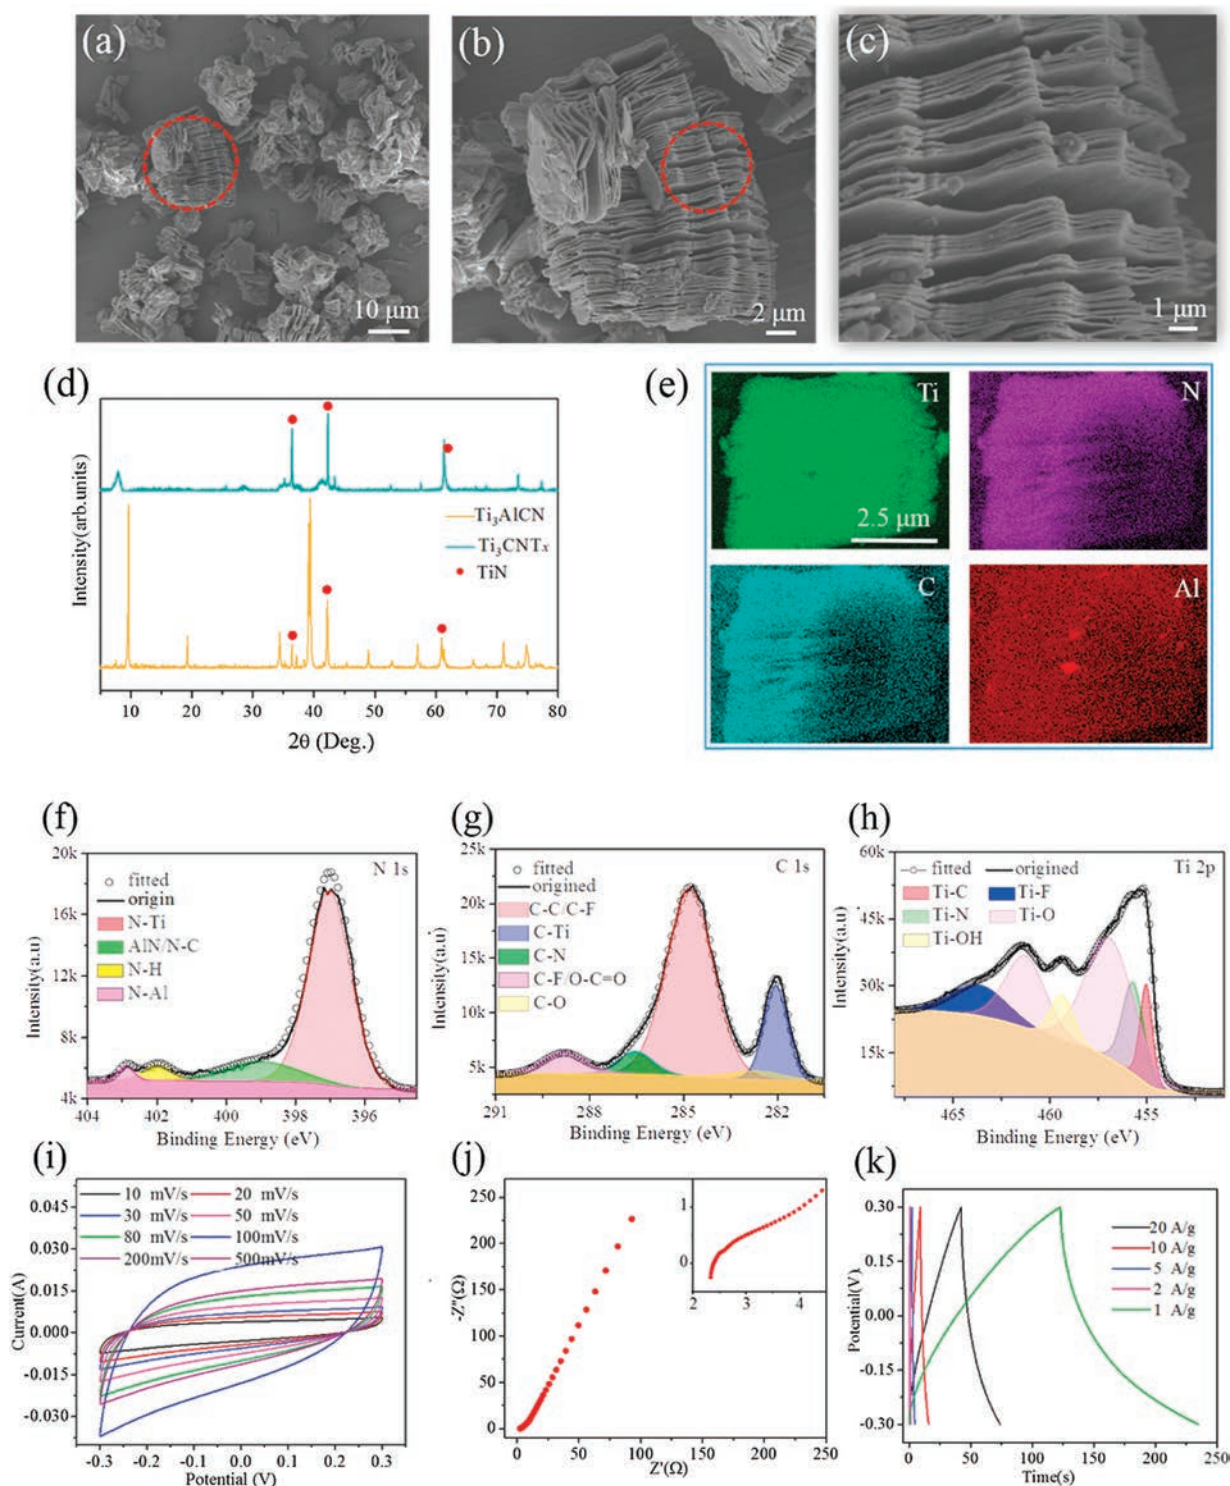 (a)
10 μm
(b)
2 μm
(c)
1 μm
(d)
Intensity(arb.units)
Ti₃AlCN
Ti₃CNTx
TiN
10 20 30 40 50 60 70 80
2θ (Deg.)
(e)
Ti
2.5 μm
N
C
Al
(f)
20k
16k
12k
8k
4k
Intensity(a.u)
N 1s
fitted
origin
N-Ti
AlN/N-C
N-H
N-Al
404 402 400 398 396
Binding Energy (eV)
(g)
25k
20k
15k
10k
5k
Intensity(a.u)
C 1s
fitted
origined
C-C/C-F
C-Ti
C-N
C-F/O-C=O
C-O
291 288 285 282
Binding Energy (eV)
(h)
60k
45k
30k
15k
Intensity(a.u)
fitted origined Ti 2p
Ti-C Ti-F
Ti-N Ti-O
Ti-OH
465 460 455
Binding Energy (eV)
(i)
0.045
0.030
0.015
0.000
-0.015
-0.030
Current(A)
10 mV/s 20 mV/s
30 mV/s 50 mV/s
80 mV/s 100mV/s
200mV/s 500mV/s
-0.3 -0.2 -0.1 0.0 0.1 0.2 0.3
Potential (V)
(j)
250
200
150
100
50
0
-Z"(Ω)
1
0
2 3 4
0 50 100 150 200 250
Z'(Ω)
(k)
0.30
0.15
0.00
-0.15
-0.30
Potential(V)
20 A/g
10 A/g
5 A/g
2 A/g
1 A/g
0 50 100 150 200 250
Time(s)